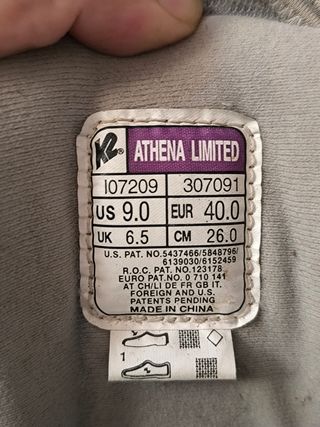 K2® ATHENA LIMITED
I07209 307091
US 9.0 EUR 40.0
UK 6.5 CM 26.0
U.S. PAT. NO.5437466/5848796/
6139030/6152459
R.O.C. PAT.NO.123178
EURO PAT.NO. 0 710 141
AT CH/LI DE FR GB IT.
FOREIGN AND U.S.
PATENTS PENDING
MADE IN CHINA
1